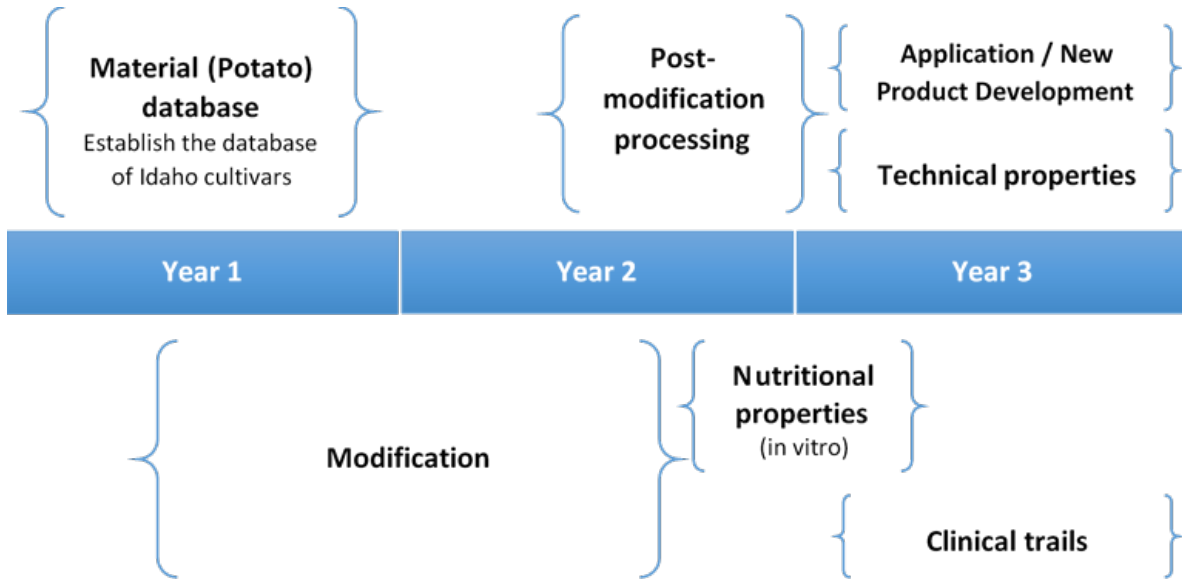 Material (Potato)
database
Establish the database
of Idaho cultivars
Post-
modification
processing
Application / New
Product Development
Technical properties
Year 1
Year 2
Year 3
Modification
Nutritional
properties
(in vitro)
Clinical trails